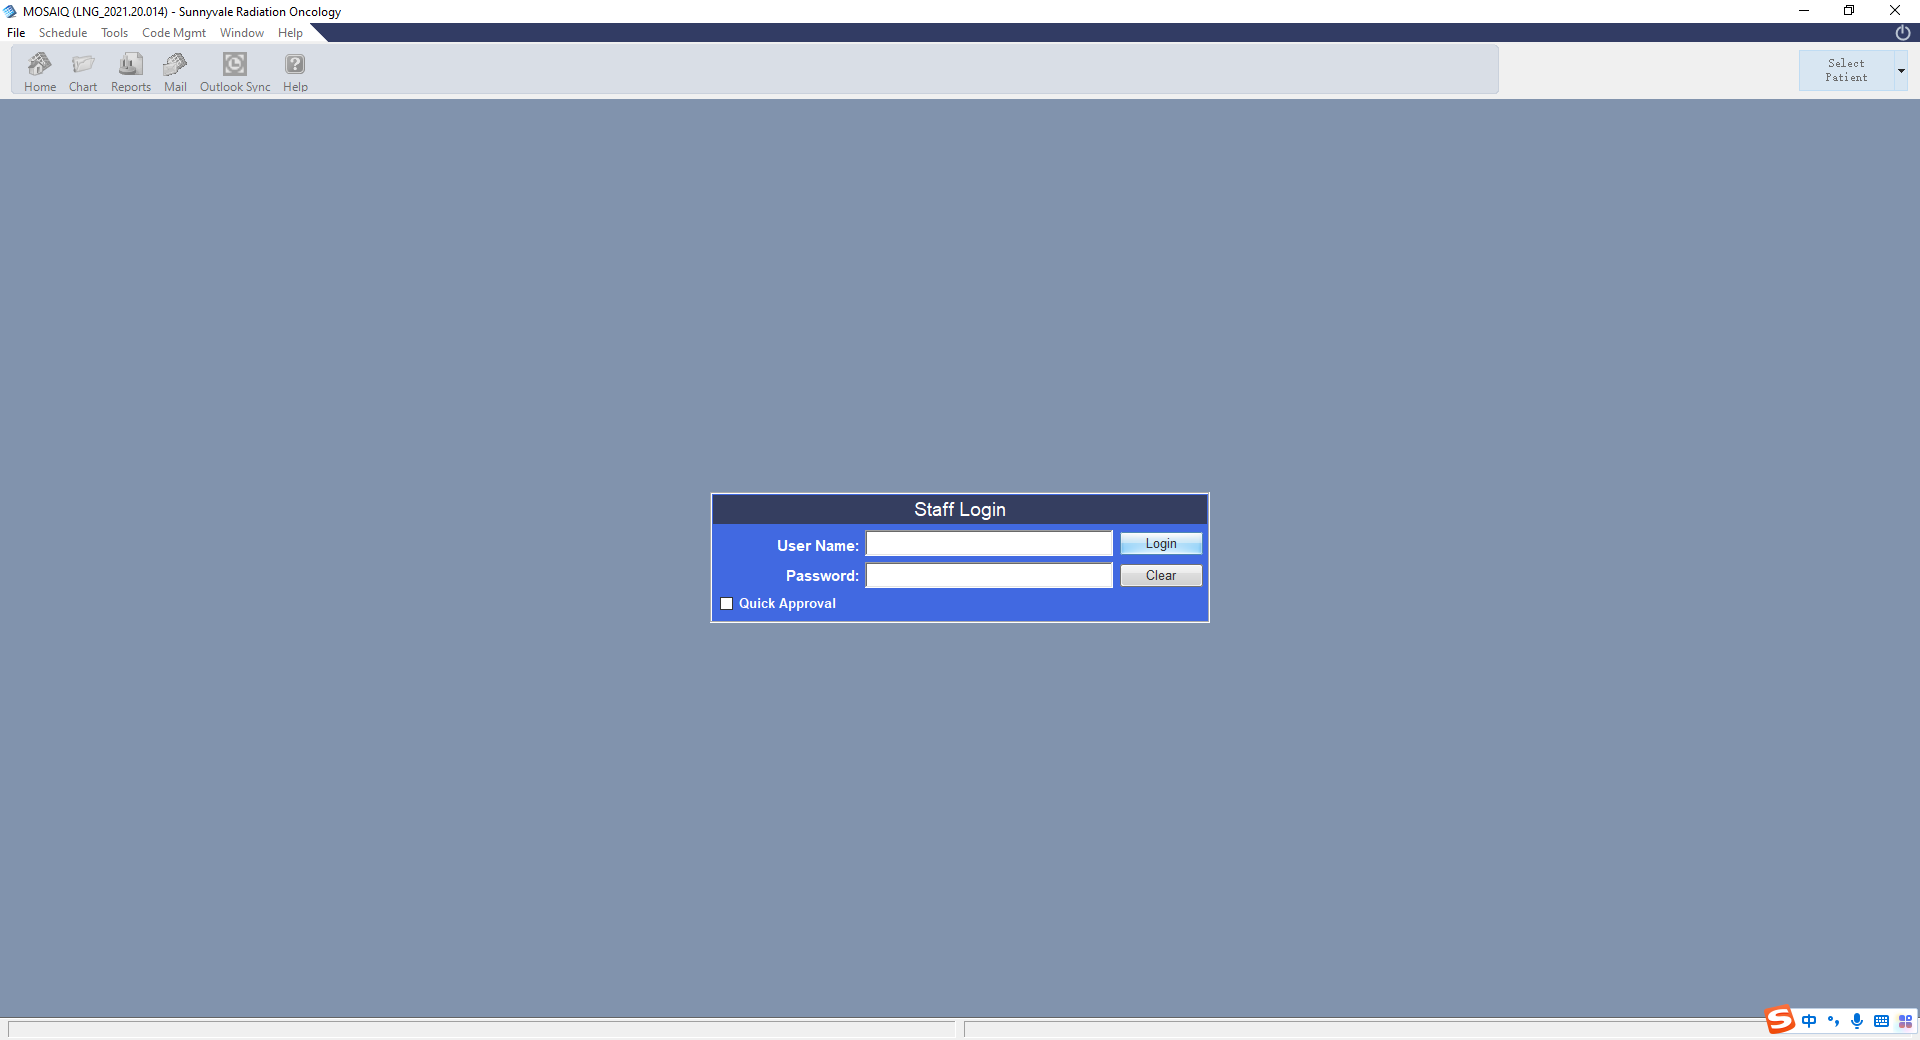 MOSAIQ (LNG_2021.20.014) - Sunnyvale Radiation Oncology
File Schedule Tools Code Mgmt Window Help
Home Chart Reports Mail Outlook Sync Help
Select
Patient
Staff Login
User Name:
Login
Password:
Clear
Quick Approval
S 中 °,